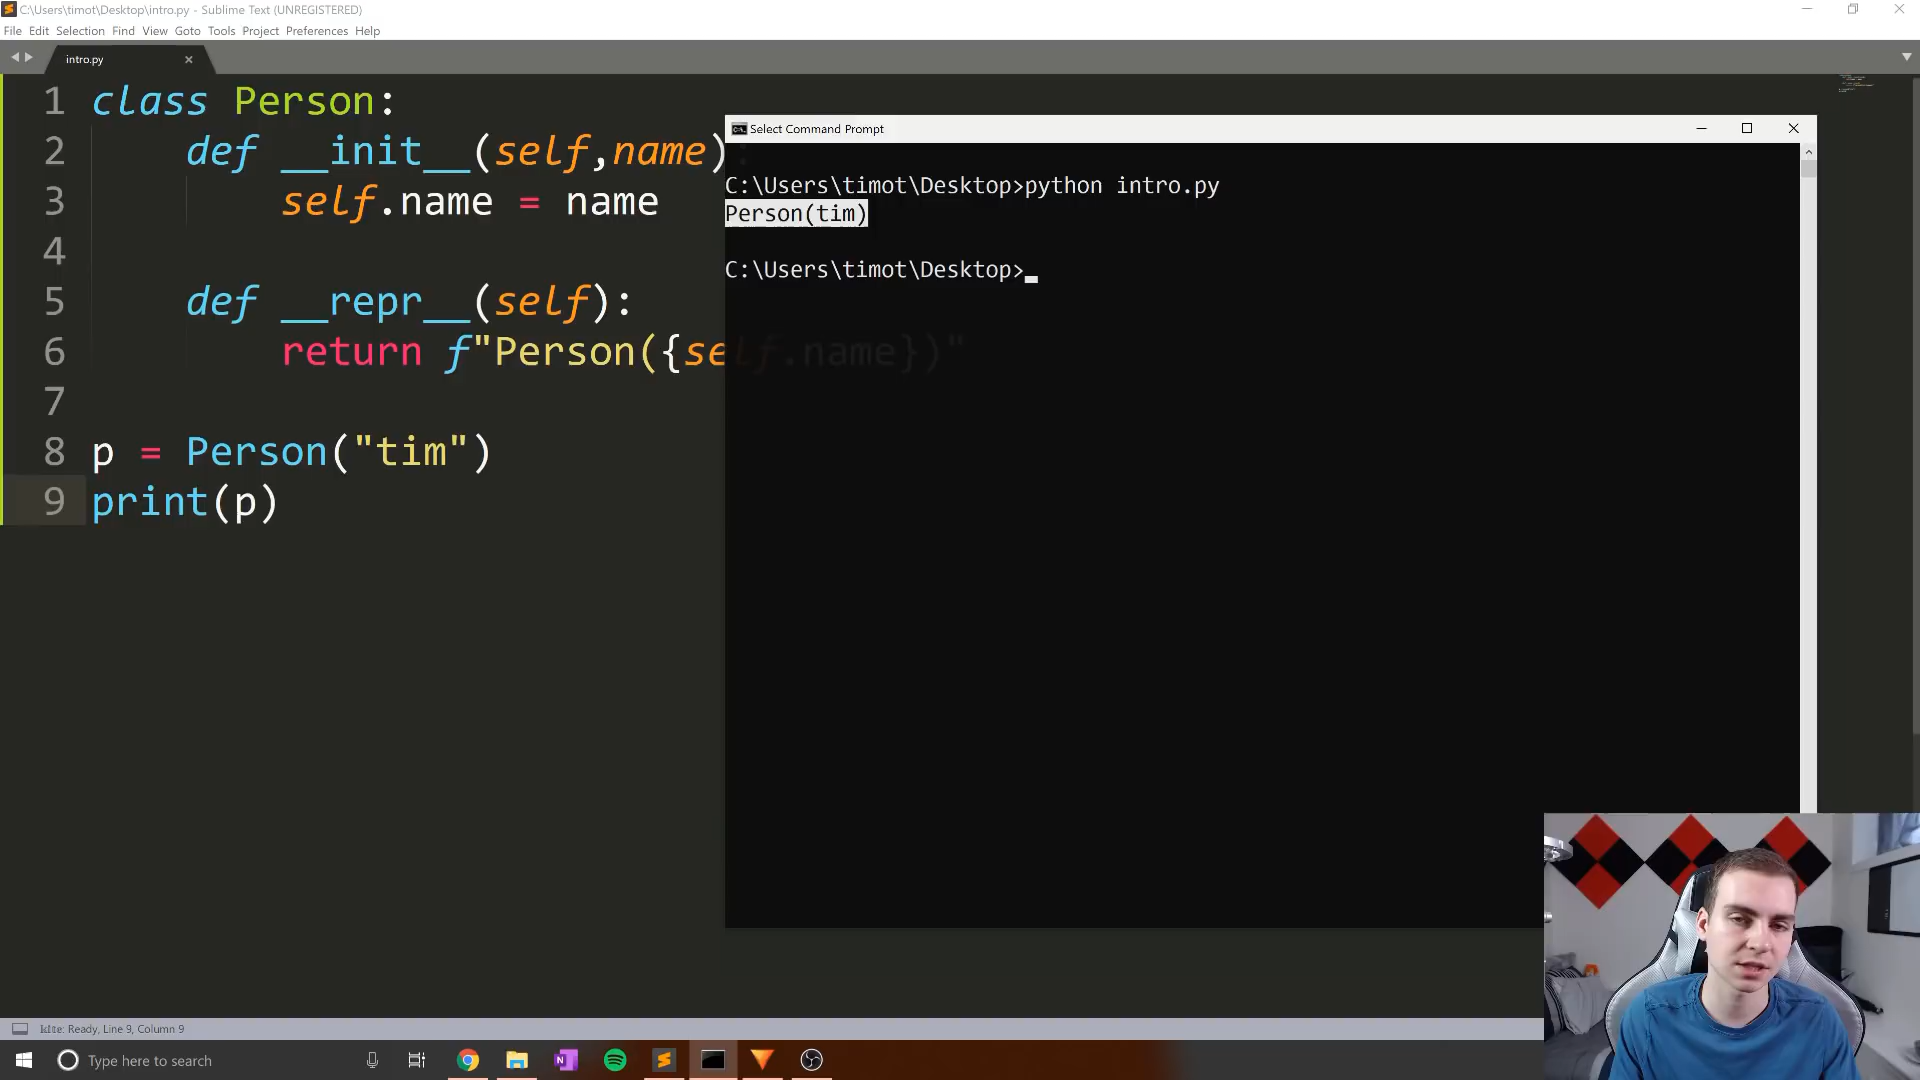 C:\Users\timot\Desktop\intro.py - Sublime Text (UNREGISTERED)
File Edit Selection Find View Goto Tools Project Preferences Help
intro.py
1 class Person:
2 def __init__(self,name):
3 self.name = name
4
5 def __repr__(self):
6 return f"Person({self.name})"
7
8 p = Person("tim")
9 print(p)
Select Command Prompt
C:\Users\timot\Desktop>python intro.py
Person(tim)
C:\Users\timot\Desktop>
Ready, Line 9, Column 9
Type here to search